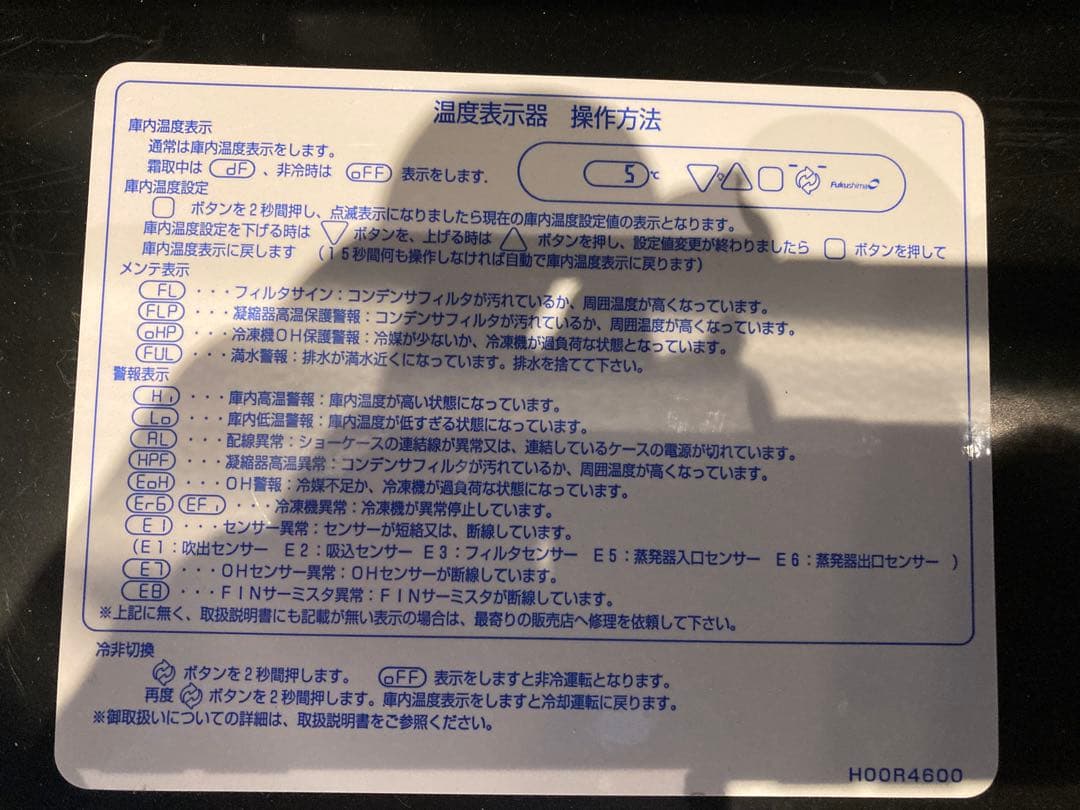 温度表示器 操作方法
庫内温度表示
通常は庫内温度表示をします。
霜取中は dF 、非冷時は oFF 表示をします.
5 ℃ Fukushima
庫内温度設定
ボタンを2秒間押し、点滅表示になりましたら現在の庫内温度設定値の表示となります。
庫内温度設定を下げる時は ▽ ボタンを、上げる時は △ ボタンを押し、設定値変更が終わりましたら □ ボタンを押して
庫内温度表示に戻します (15秒間何も操作しなければ自動で庫内温度表示に戻ります)
メンテ表示
FL ・・・フィルタサイン:コンデンサフィルタが汚れているか、周囲温度が高くなっています。
FLP ・・・凝縮器高温保護警報:コンデンサフィルタが汚れているか、周囲温度が高くなっています。
oHP ・・・冷凍機OH保護警報:冷媒が少ないか、冷凍機が過負荷な状態となっています。
FUL ・・・満水警報:排水が満水近くになっています。排水を捨てて下さい。
警報表示
Hi ・・・庫内高温警報:庫内温度が高い状態になっています。
Lo ・・・庫内低温警報:庫内温度が低すぎる状態になっています。
AL ・・・配線異常:ショーケースの連結線が異常又は、連結しているケースの電源が切れています。
HPF ・・・凝縮器高温異常:コンデンサフィルタが汚れているか、周囲温度が高くなっています。
EoH ・・・OH警報:冷媒不足か、冷凍機が過負荷な状態になっています。
Er6 EFi ・・・冷凍機異常:冷凍機が異常停止しています。
E1 ・・・センサー異常:センサーが短絡又は、断線しています。
(E1:吹出センサー E2:吸込センサー E3:フィルタセンサー E5:蒸発器入口センサー E6:蒸発器出口センサー )
E7 ・・・OHセンサー異常:OHセンサーが断線しています。
E8 ・・・FINサーミスタ異常:FINサーミスタが断線しています。
※上記に無く、取扱説明書にも記載が無い表示の場合は、最寄りの販売店へ修理を依頼して下さい。
冷非切換
ボタンを2秒間押します。 oFF 表示をしますと非冷運転となります。
再度 ボタンを2秒間押します。庫内温度表示をしますと冷却運転に戻ります。
※御取扱いについての詳細は、取扱説明書をご参照ください。
H00R4600